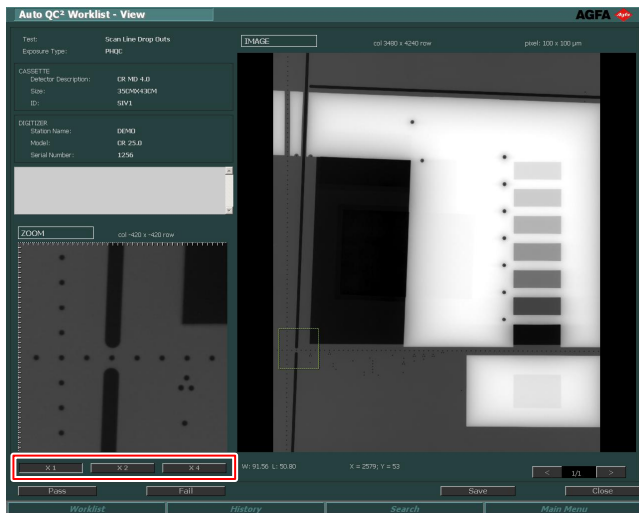 Auto QC² Worklist - View
AGFA
Agfa
Test: Scan Line Drop Outs
Exposure Type: PHQC
CASSETTE
Detector Description: CR MD 4.0
Size: 35CMX43CM
ID: SIV1
DIGITIZER
Station Name: DEMO
Model: CR 25.0
Serial Number: 1256
ZOOM
col -420 x -420 row
IMAGE
col 3480 x 4240 row
pixel: 100 x 100 µm
X 1
X 2
X 4
W: 91.56 L: 50.80
X = 2579; Y = 53
<
1/1
>
Pass
Fail
Save
Close
Worklist
History
Search
Main Menu